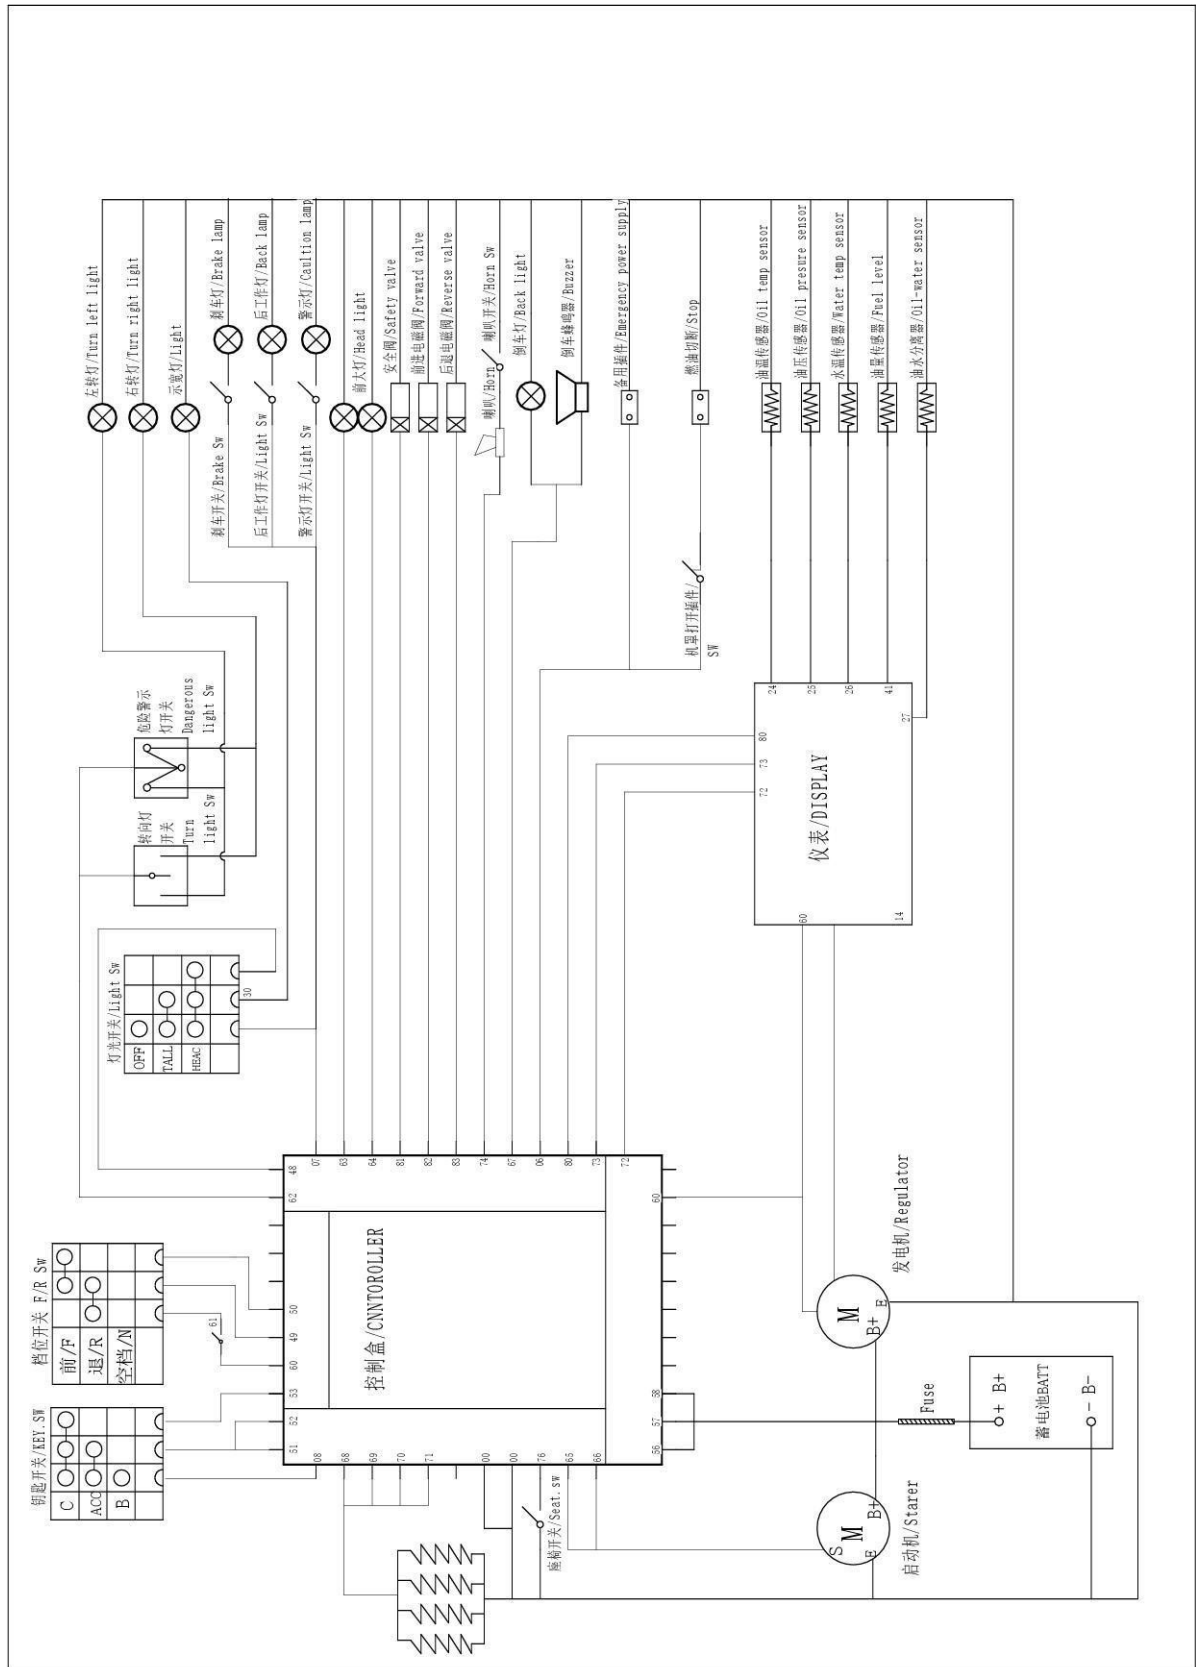 左转灯/Turn left light
右转灯/Turn right light
示宽灯/Light
刹车灯/Brake lamp
后工作灯/Back lamp
警示灯/Caultion lamp
刹车开关/Brake Sw
后工作灯开关/Light Sw
警示灯开关/Light Sw
前大灯/Head light
安全阀/Safety valve
前进电磁阀/Forward valve
后退电磁阀/Reverse valve
喇叭/Horn
喇叭开关/Horn Sw
倒车灯/Back light
倒车蜂鸣器/Buzzer
备用插件/Emergency power supply
燃油切断/Stop
机罩打开插件/
SW
油温传感器/Oil temp sensor
油压传感器/Oil presure sensor
水温传感器/Water temp sensor
油量传感器/Fuel level
油水分离器/Oil-water sensor
危险警示
灯开关
Dangerous
light Sw
转向灯
开关
Turn
light Sw
灯光开关/Light Sw
OFF
TALL
HEAC
30
仪表/DISPLAY
24
25
26
41
27
80
73
72
60
14
档位开关 F/R Sw
前/F
退/R
空档/N
61
钥匙开关/KEY.SW
C
ACC
B
控制盒/CNNTOROLLER
48
62
50
49
60
53
52
51
07
63
64
81
82
83
74
67
06
80
73
72
60
58
57
56
08
68
69
70
71
00
00
76
65
66
座椅开关/Seat.sw
发电机/Regulator
M
B+
E
启动机/Starer
M
S
B+
E
Fuse
蓄电池BATT
+ B+
- B-